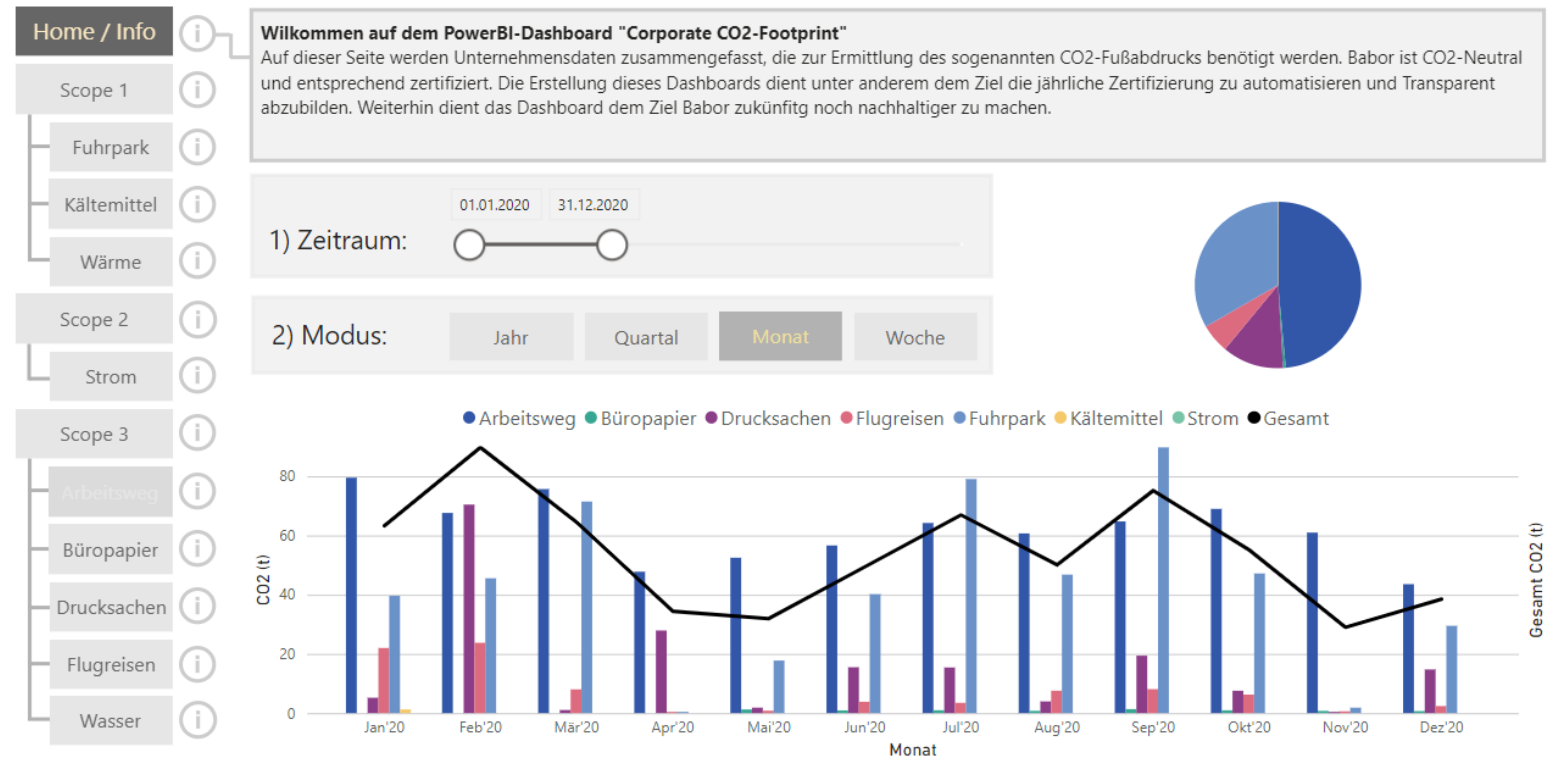 Home / Info
Scope 1
Fuhrpark
Kältemittel
Wärme
Scope 2
Strom
Scope 3
Arbeitsweg
Büropapier
Drucksachen
Flugreisen
Wasser
Wilkommen auf dem PowerBI-Dashboard "Corporate CO2-Footprint"
Auf dieser Seite werden Unternehmensdaten zusammengefasst, die zur Ermittlung des sogenannten CO2-Fußabdrucks benötigt werden. Babor ist CO2-Neutral
und entsprechend zertifiziert. Die Erstellung dieses Dashboards dient unter anderem dem Ziel die jährliche Zertifizierung zu automatisieren und Transparent
abzubilden. Weiterhin dient das Dashboard dem Ziel Babor zukünfitg noch nachhaltiger zu machen.
1) Zeitraum:
01.01.2020 31.12.2020
2) Modus:
Jahr Quartal Monat Woche
Arbeitsweg Büropapier Drucksachen Flugreisen Fuhrpark Kältemittel Strom Gesamt
CO2 (t)
80
60
40
20
0
Jan'20 Feb'20 Mär'20 Apr'20 Mai'20 Jun'20 Jul'20 Aug'20 Sep'20 Okt'20 Nov'20 Dez'20
Monat
Gesamt CO2 (t)